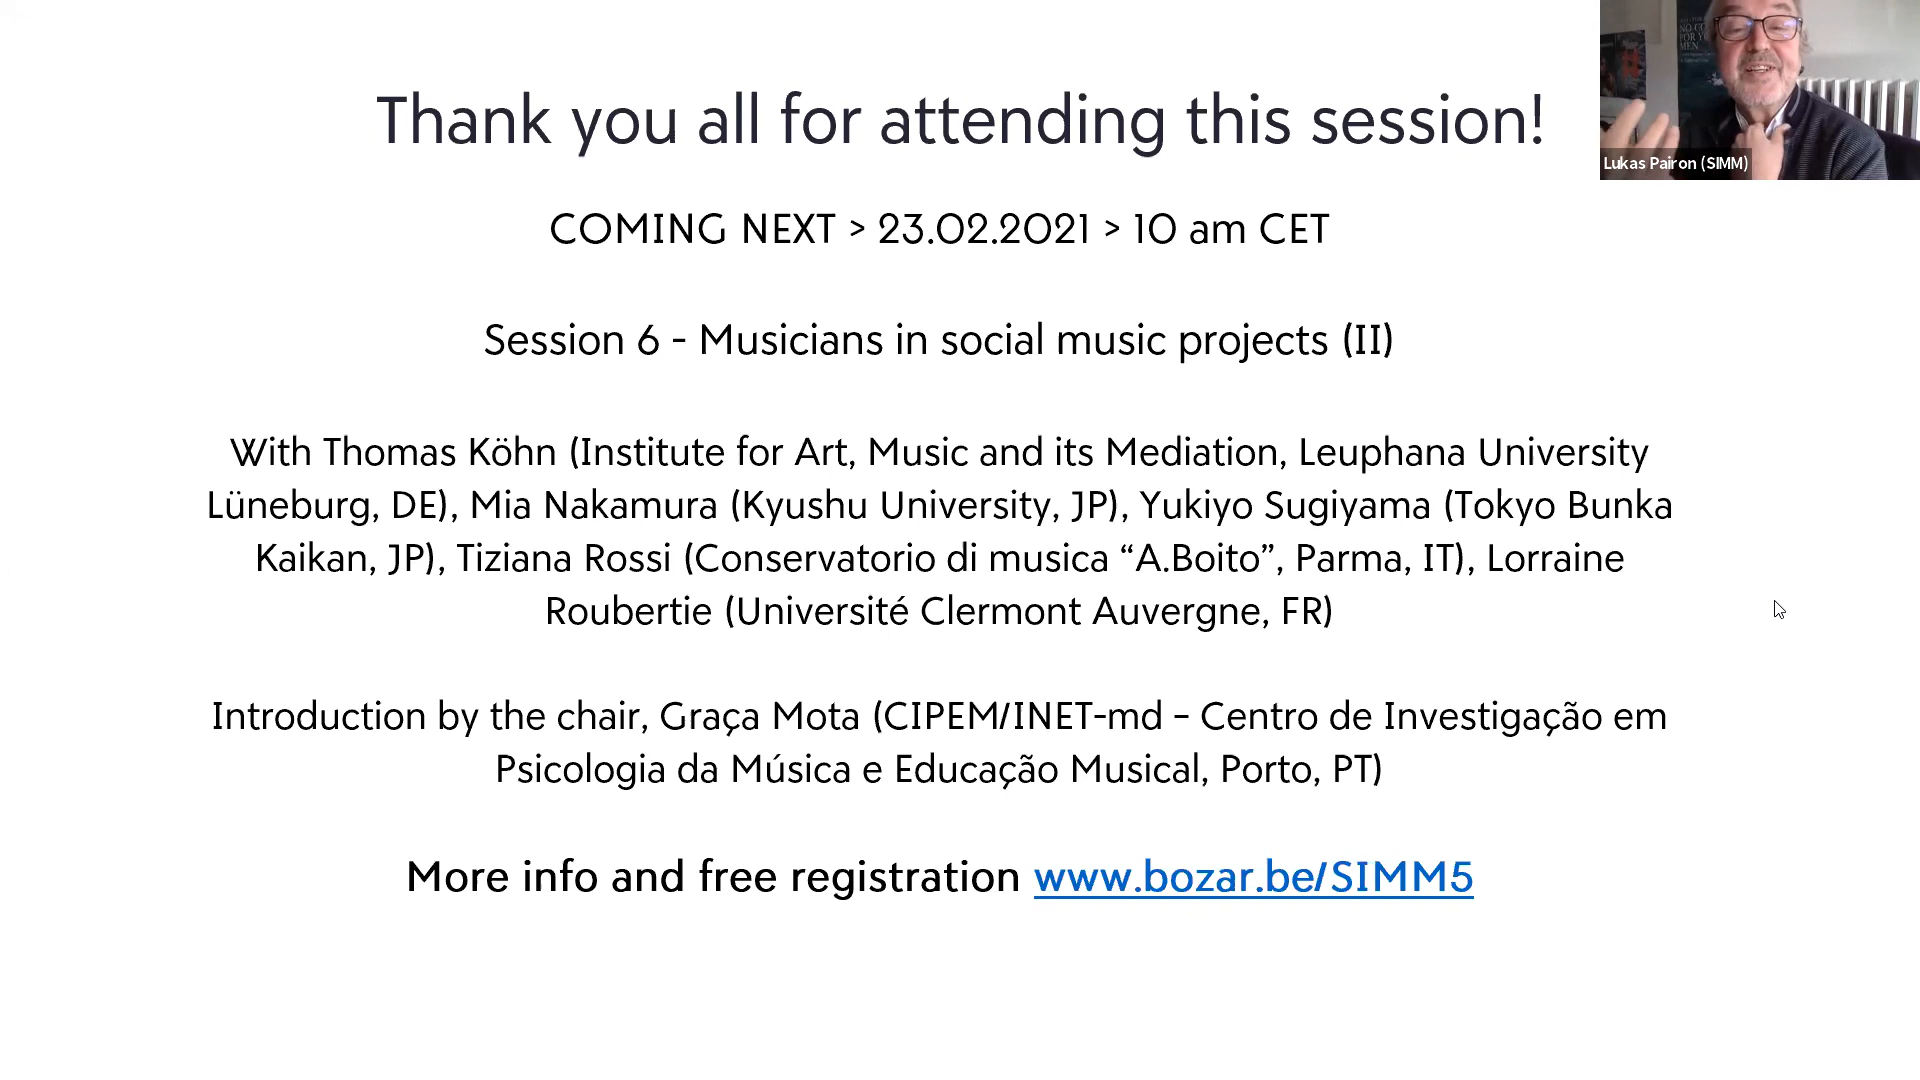 Thank you all for attending this session!
COMING NEXT > 23.02.2021 > 10 am CET
Session 6 - Musicians in social music projects (II)
With Thomas Köhn (Institute for Art, Music and its Mediation, Leuphana University
Lüneburg, DE), Mia Nakamura (Kyushu University, JP), Yukiyo Sugiyama (Tokyo Bunka
Kaikan, JP), Tiziana Rossi (Conservatorio di musica “A.Boito”, Parma, IT), Lorraine
Roubertie (Université Clermont Auvergne, FR)
Introduction by the chair, Graça Mota (CIPEM/INET-md – Centro de Investigação em
Psicologia da Música e Educação Musical, Porto, PT)
More info and free registration www.bozar.be/SIMM5
NO
FOR
MEN
Lukas Pairon (SIMM)